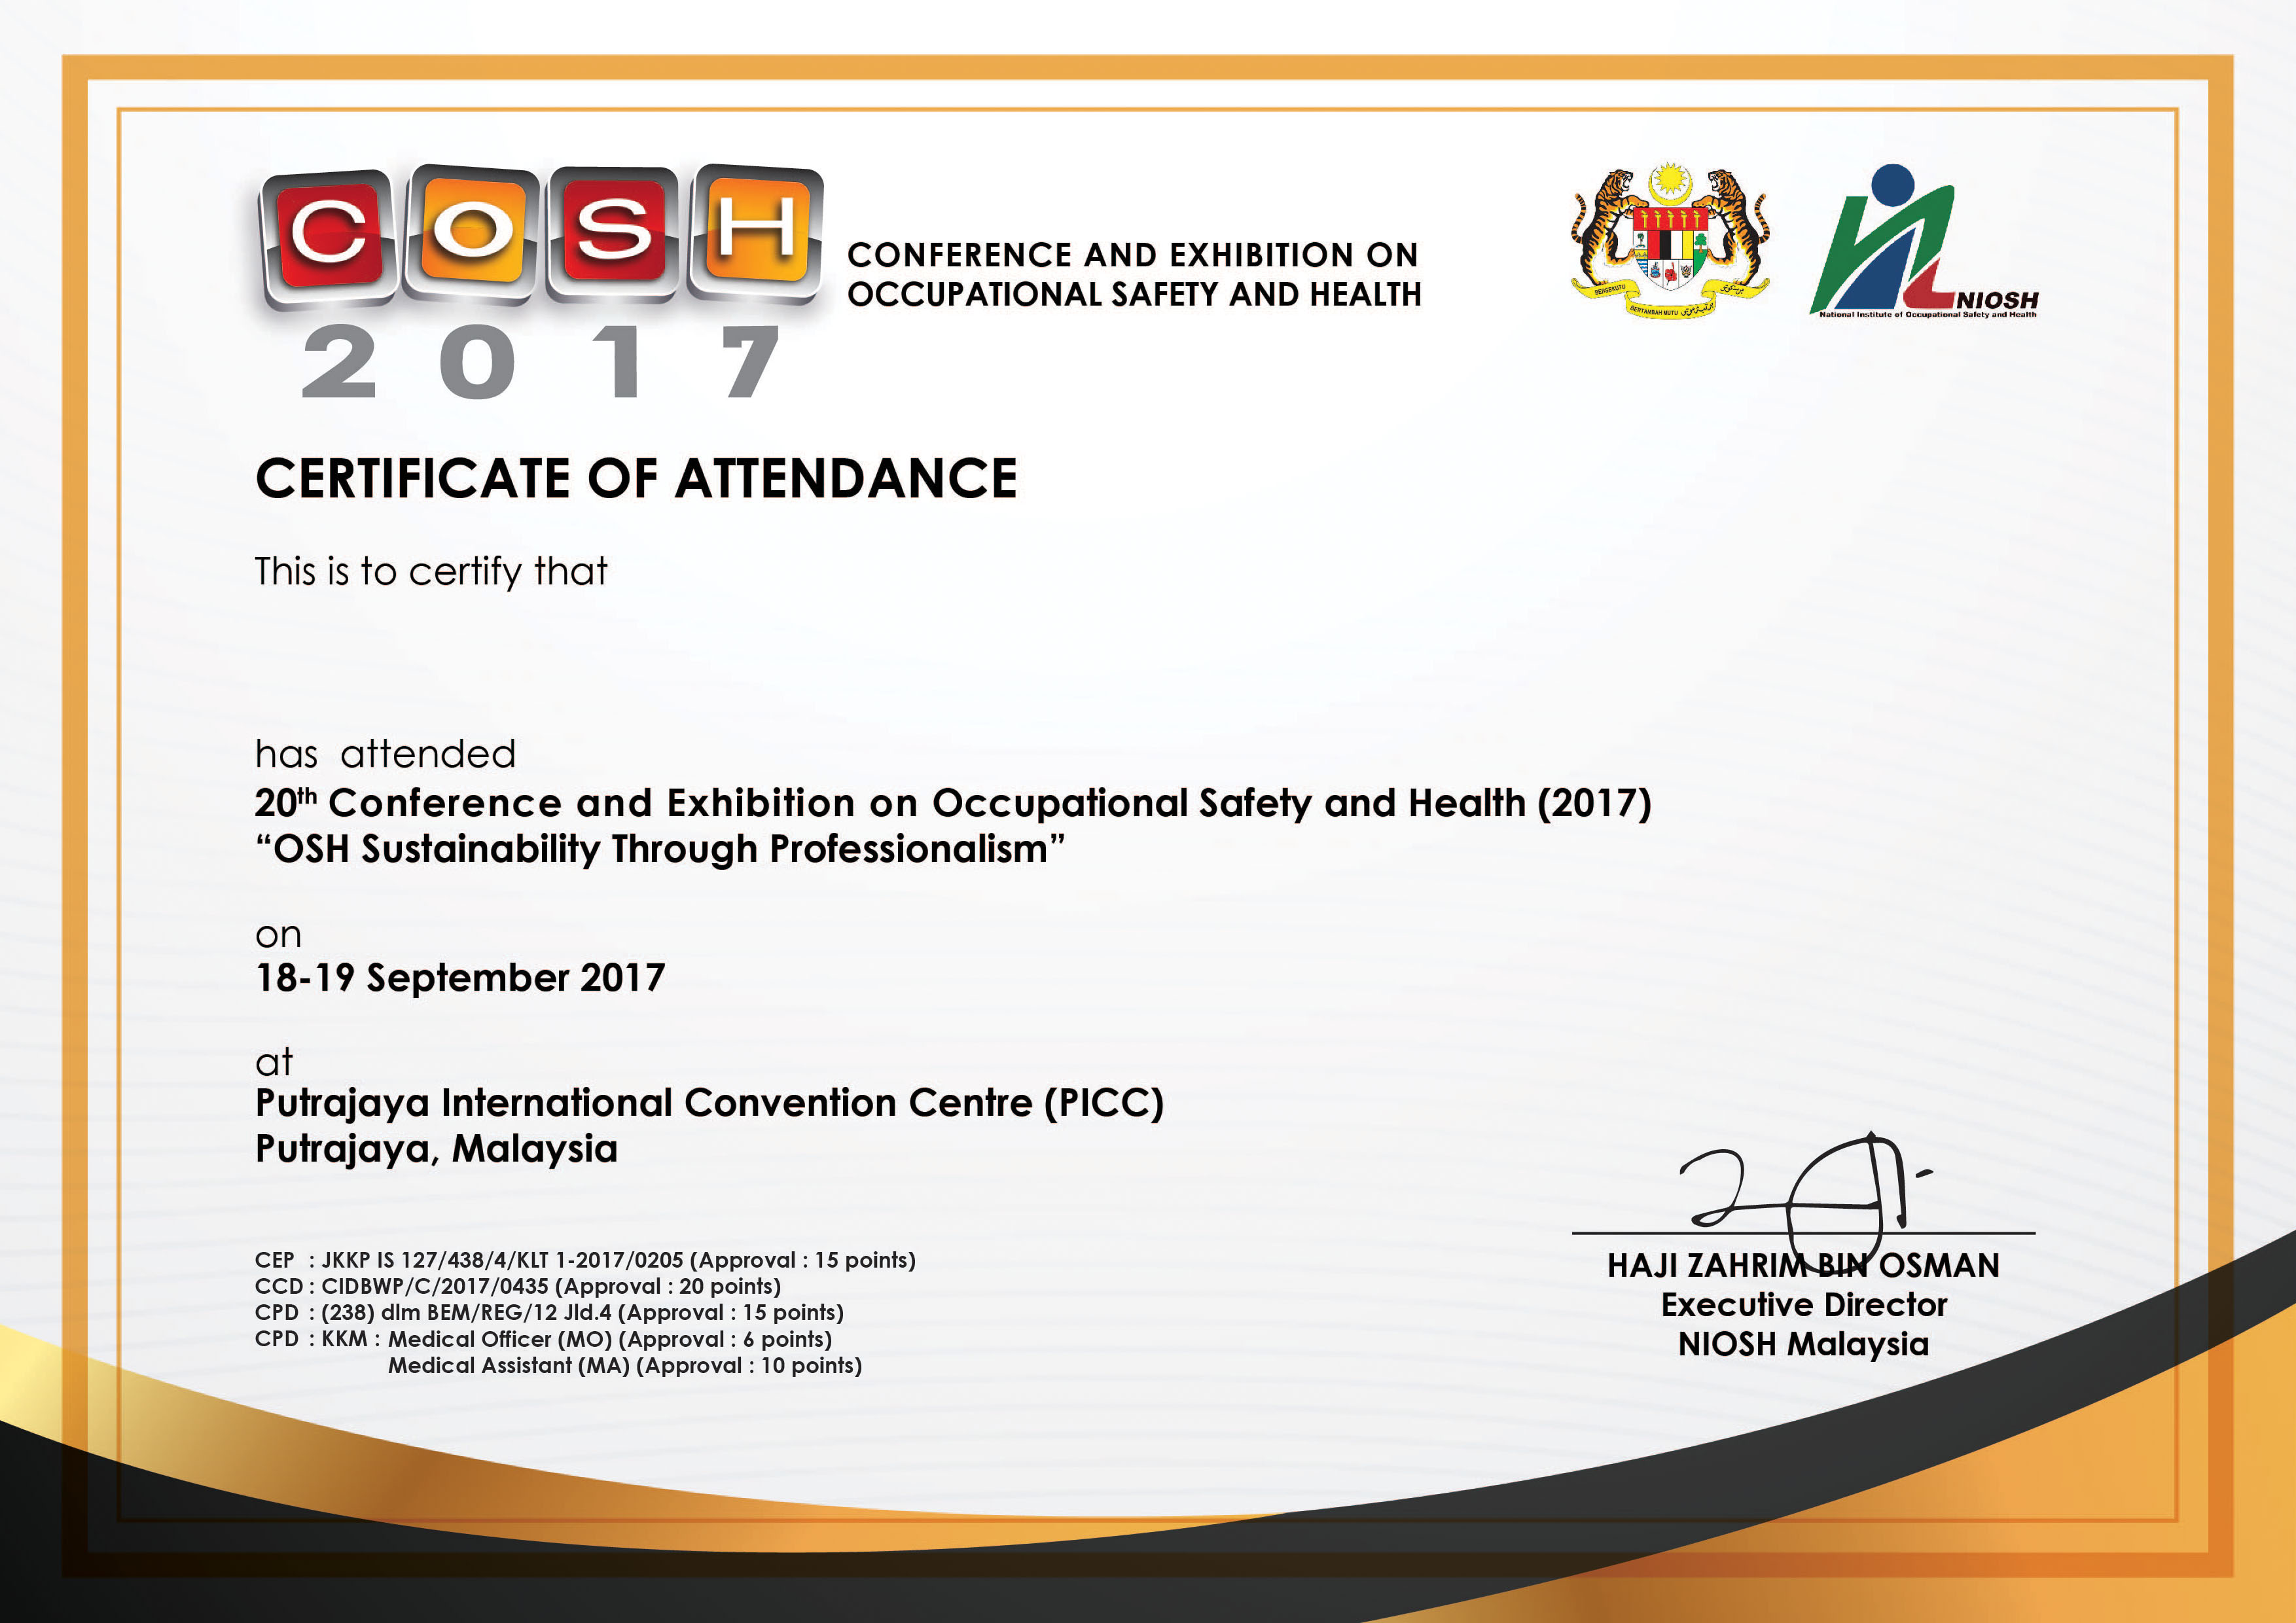 COSH
2017
CONFERENCE AND EXHIBITION ON
OCCUPATIONAL SAFETY AND HEALTH
BERSEKUTU
BERTAMBAH MUTU
NIOSH
National Institute of Occupational Safety and Health
CERTIFICATE OF ATTENDANCE
This is to certify that
has attended
20th Conference and Exhibition on Occupational Safety and Health (2017)
“OSH Sustainability Through Professionalism”
on
18-19 September 2017
at
Putrajaya International Convention Centre (PICC)
Putrajaya, Malaysia
CEP : JKKP IS 127/438/4/KLT 1-2017/0205 (Approval : 15 points)
CCD : CIDBWP/C/2017/0435 (Approval : 20 points)
CPD : (238) dlm BEM/REG/12 Jld.4 (Approval : 15 points)
CPD : KKM : Medical Officer (MO) (Approval : 6 points)
Medical Assistant (MA) (Approval : 10 points)
HAJI ZAHRIM BIN OSMAN
Executive Director
NIOSH Malaysia